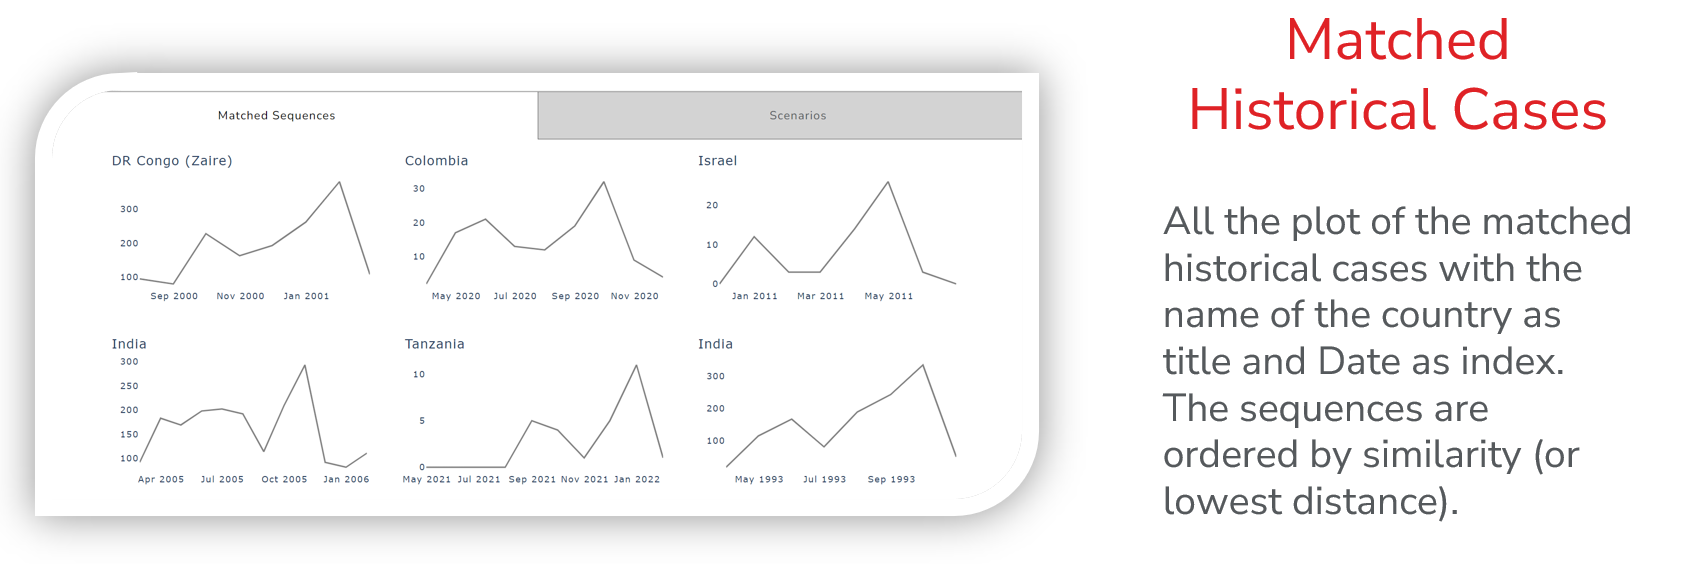 Matched Sequences
Scenarios
DR Congo (Zaire)
300
200
100
Sep 2000 Nov 2000 Jan 2001
Colombia
30
20
10
May 2020 Jul 2020 Sep 2020 Nov 2020
Israel
20
10
0
Jan 2011 Mar 2011 May 2011
India
300
250
200
150
100
Apr 2005 Jul 2005 Oct 2005 Jan 2006
Tanzania
10
5
0
May 2021 Jul 2021 Sep 2021 Nov 2021 Jan 2022
India
300
200
100
May 1993 Jul 1993 Sep 1993
Matched
Historical Cases
All the plot of the matched
historical cases with the
name of the country as
title and Date as index.
The sequences are
ordered by similarity (or
lowest distance).